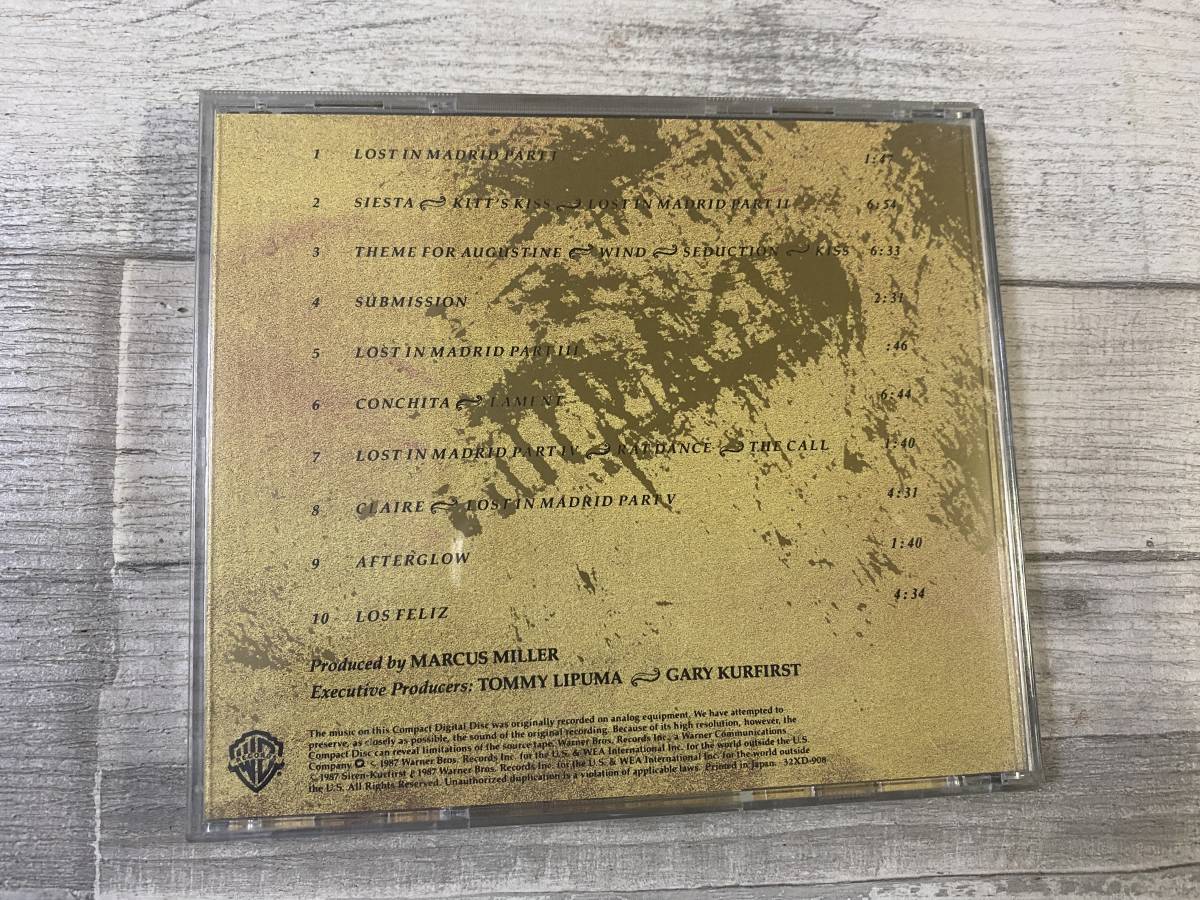 1 LOST IN MADRID PART I 1:47
2 SIESTA ~ KITT'S KISS ~ LOST IN MADRID PART II 6:54
3 THEME FOR AUGUSTINE ~ WIND ~ SEDUCTION ~ KISS 6:33
4 SUBMISSION 2:31
5 LOST IN MADRID PART III :46
6 CONCHITA ~ LAMENT 6:44
7 LOST IN MADRID PART IV ~ RAT DANCE ~ THE CALL 1:40
8 CLAIRE ~ LOST IN MADRID PART V 4:31
9 AFTERGLOW 1:40
10 LOS FELIZ 4:34
Produced by MARCUS MILLER
Executive Producers: TOMMY LIPUMA ~ GARY KURFIRST
The music on this Compact Digital Disc was originally recorded on analog equipment. We have attempted to
preserve, as closely as possible, the sound of the original recording. Because of its high resolution, however, the
Compact Disc can reveal limitations of the source tape. Warner Bros. Records Inc., a Warner Communications
Company © 1987 Warner Bros. Records Inc. for the U.S. & WEA International Inc. for the world outside the U.S.
© 1987 Siren-Kurfirst ℗ 1987 Warner Bros. Records Inc. for the U.S. & WEA International Inc. for the world outside
the U.S. All Rights Reserved. Unauthorized duplication is a violation of applicable laws. Printed in Japan. 32XD-908
WB
RECORDS